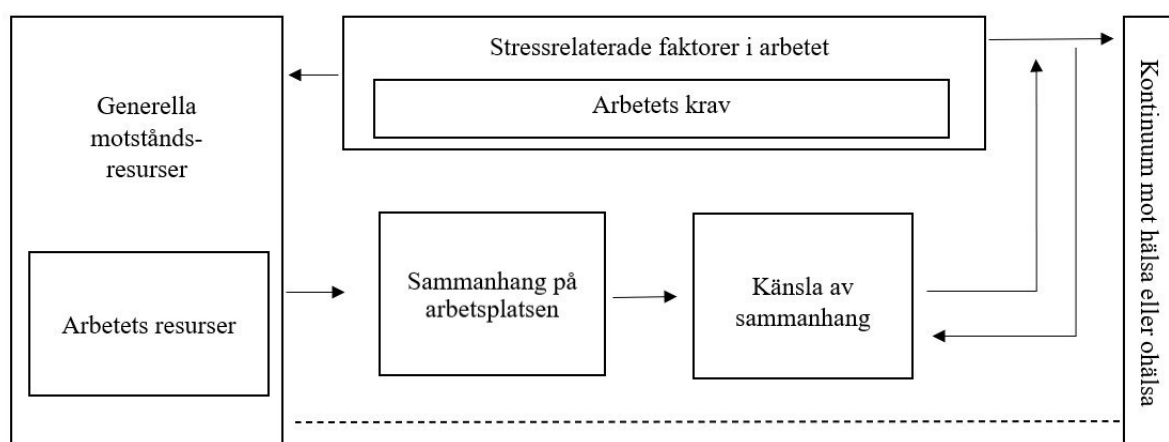 Stressrelaterade faktorer i arbetet
Arbetets krav
Generella
motstånds-
resurser
Arbetets resurser
Sammanhang på
arbetsplatsen
Känsla av
sammanhang
Kontinuum mot hälsa eller ohälsa